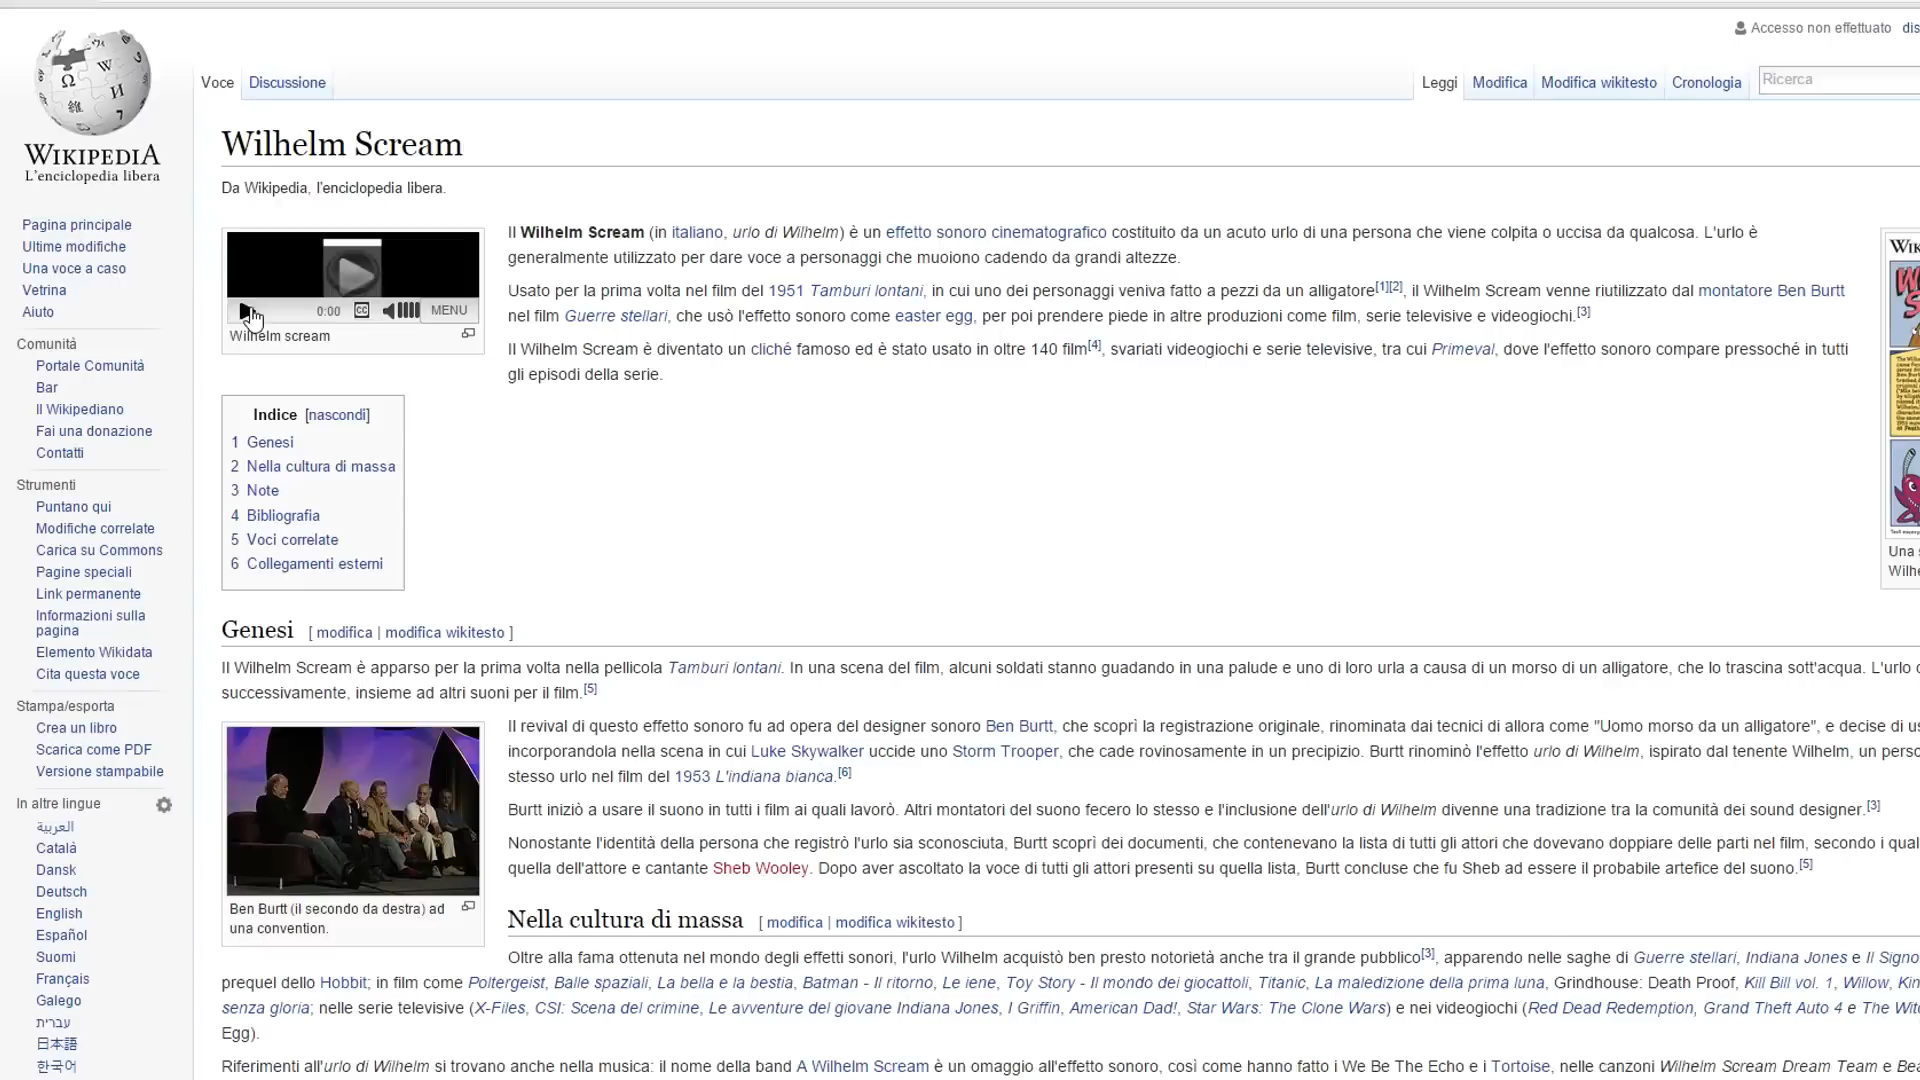 Accesso non effettuato dis
Voce Discussione Leggi Modifica Modifica wikitesto Cronologia Ricerca
WIKIPEDIA
L'enciclopedia libera
Pagina principale
Ultime modifiche
Una voce a caso
Vetrina
Aiuto
Comunità
Portale Comunità
Bar
Il Wikipediano
Fai una donazione
Contatti
Strumenti
Puntano qui
Modifiche correlate
Carica su Commons
Pagine speciali
Link permanente
Informazioni sulla
pagina
Elemento Wikidata
Cita questa voce
Stampa/esporta
Crea un libro
Scarica come PDF
Versione stampabile
In altre lingue
العربية
Català
Dansk
Deutsch
English
Español
Suomi
Français
Galego
עברית
日本語
한국어
Wilhelm Scream
Da Wikipedia, l'enciclopedia libera.
0:00 CC MENU
Wilhelm scream
Il Wilhelm Scream (in italiano, urlo di Wilhelm) è un effetto sonoro cinematografico costituito da un acuto urlo di una persona che viene colpita o uccisa da qualcosa. L'urlo è
generalmente utilizzato per dare voce a personaggi che muoiono cadendo da grandi altezze.
Usato per la prima volta nel film del 1951 Tamburi lontani, in cui uno dei personaggi veniva fatto a pezzi da un alligatore[1][2], il Wilhelm Scream venne riutilizzato dal montatore Ben Burtt
nel film Guerre stellari, che usò l'effetto sonoro come easter egg, per poi prendere piede in altre produzioni come film, serie televisive e videogiochi.[3]
Il Wilhelm Scream è diventato un cliché famoso ed è stato usato in oltre 140 film[4], svariati videogiochi e serie televisive, tra cui Primeval, dove l'effetto sonoro compare pressoché in tutti
gli episodi della serie.
Una
Wilhe
Indice [nascondi]
1 Genesi
2 Nella cultura di massa
3 Note
4 Bibliografia
5 Voci correlate
6 Collegamenti esterni
Genesi [ modifica | modifica wikitesto ]
Il Wilhelm Scream è apparso per la prima volta nella pellicola Tamburi lontani. In una scena del film, alcuni soldati stanno guadando in una palude e uno di loro urla a causa di un morso di un alligatore, che lo trascina sott'acqua. L'urlo
successivamente, insieme ad altri suoni per il film.[5]
Il revival di questo effetto sonoro fu ad opera del designer sonoro Ben Burtt, che scoprì la registrazione originale, rinominata dai tecnici di allora come "Uomo morso da un alligatore", e decise di us
incorporandola nella scena in cui Luke Skywalker uccide uno Storm Trooper, che cade rovinosamente in un precipizio. Burtt rinominò l'effetto urlo di Wilhelm, ispirato dal tenente Wilhelm, un perso
stesso urlo nel film del 1953 L'indiana bianca.[6]
Burtt iniziò a usare il suono in tutti i film ai quali lavorò. Altri montatori del suono fecero lo stesso e l'inclusione dell'urlo di Wilhelm divenne una tradizione tra la comunità dei sound designer.[3]
Nonostante l'identità della persona che registrò l'urlo sia sconosciuta, Burtt scoprì dei documenti, che contenevano la lista di tutti gli attori che dovevano doppiare delle parti nel film, secondo i qual
quella dell'attore e cantante Sheb Wooley. Dopo aver ascoltato la voce di tutti gli attori presenti su quella lista, Burtt concluse che fu Sheb ad essere il probabile artefice del suono.[5]
Ben Burtt (il secondo da destra) ad
una convention.
Nella cultura di massa [ modifica | modifica wikitesto ]
Oltre alla fama ottenuta nel mondo degli effetti sonori, l'urlo Wilhelm acquistò ben presto notorietà anche tra il grande pubblico[3], apparendo nelle saghe di Guerre stellari, Indiana Jones e Il Signo
prequel dello Hobbit; in film come Poltergeist, Balle spaziali, La bella e la bestia, Batman - Il ritorno, Le iene, Toy Story - Il mondo dei giocattoli, Titanic, La maledizione della prima luna, Grindhouse: Death Proof, Kill Bill vol. 1, Willow, Kin
senza gloria; nelle serie televisive (X-Files, CSI: Scena del crimine, Le avventure del giovane Indiana Jones, I Griffin, American Dad!, Star Wars: The Clone Wars) e nei videogiochi (Red Dead Redemption, Grand Theft Auto 4 e The Witc
Egg).
Riferimenti all'urlo di Wilhelm si trovano anche nella musica: il nome della band A Wilhelm Scream è un omaggio all'effetto sonoro, così come hanno fatto i We Be The Echo e i Tortoise, nelle canzoni Wilhelm Scream Dream Team e Bea